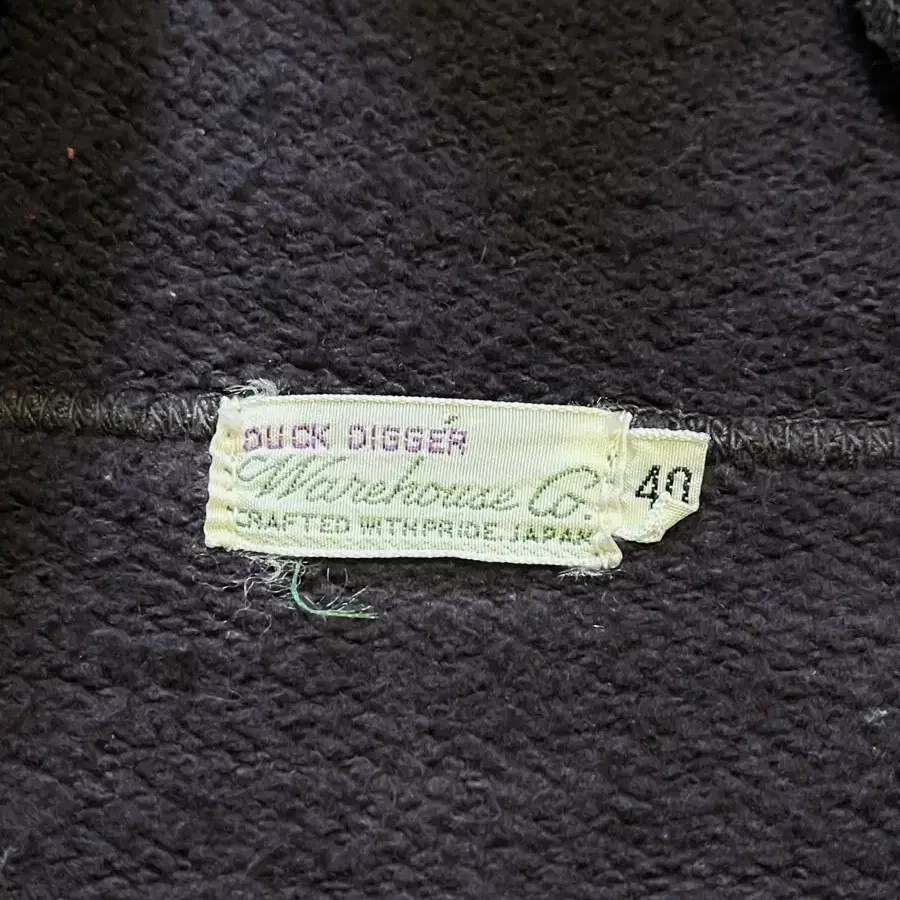 DUCK DIGGER
Warehouse Co.
CRAFTED WITH PRIDE. JAPAN
40